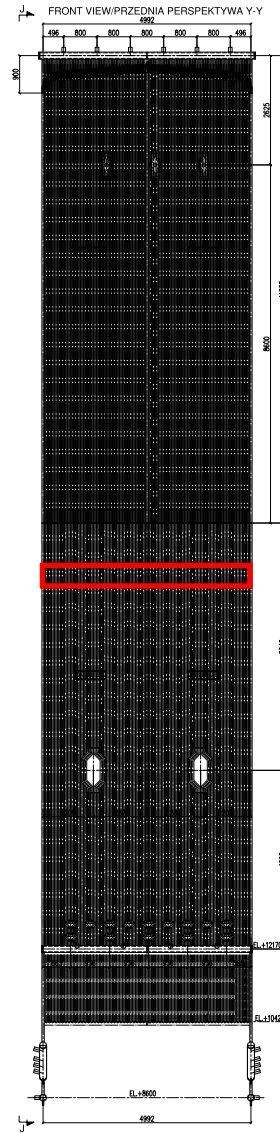 J
FRONT VIEW/PRZEDNIA PERSPEKTYWA Y-Y
4992
496 800 800 800 800 800 496
900
2625
8600
EL.+12170
EL.+1042
EL.+8600
4992
J